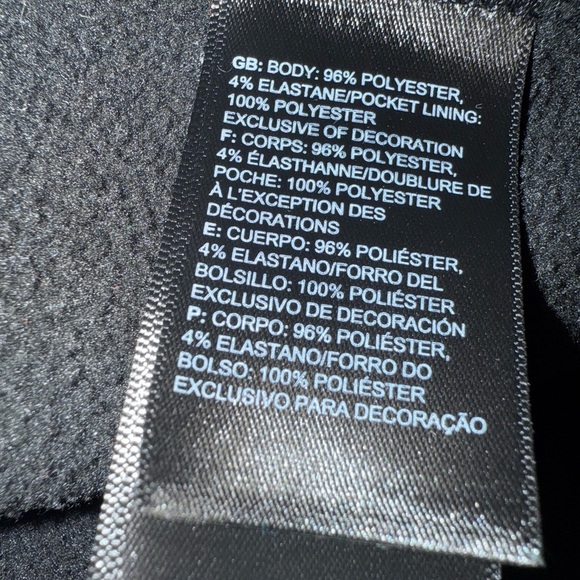 GB: BODY: 96% POLYESTER,
4% ELASTANE/POCKET LINING:
100% POLYESTER
EXCLUSIVE OF DECORATION
F: CORPS: 96% POLYESTER,
4% ÉLASTHANNE/DOUBLURE DE
POCHE: 100% POLYESTER
À L'EXCEPTION DES
DÉCORATIONS
E: CUERPO: 96% POLIÉSTER,
4% ELASTANO/FORRO DEL
BOLSILLO: 100% POLIÉSTER
EXCLUSIVO DE DECORACIÓN
P: CORPO: 96% POLIÉSTER,
4% ELASTANO/FORRO DO
BOLSO: 100% POLIÉSTER
EXCLUSIVO PARA DECORAÇÃO